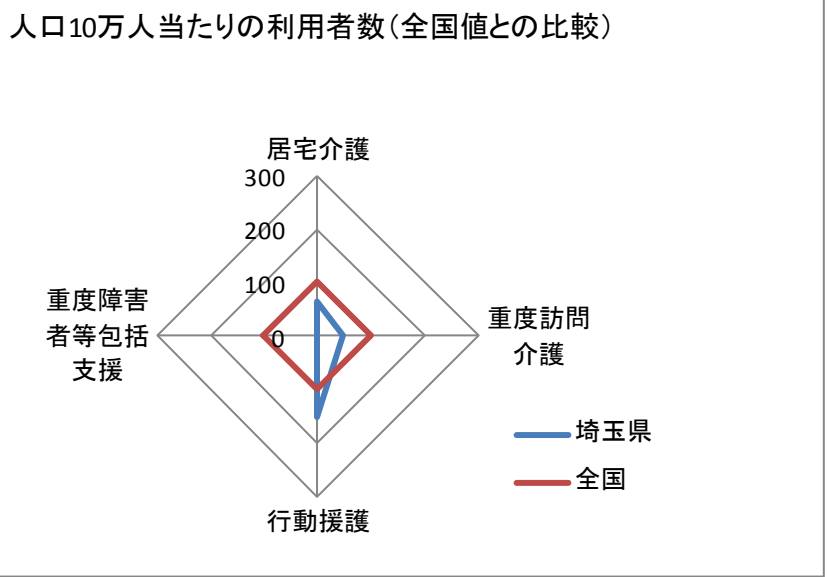 人口10万人当たりの利用者数（全国値との比較）
居宅介護
300
200
100
0
重度障害
者等包括
支援
重度訪問
介護
埼玉県
全国
行動援護